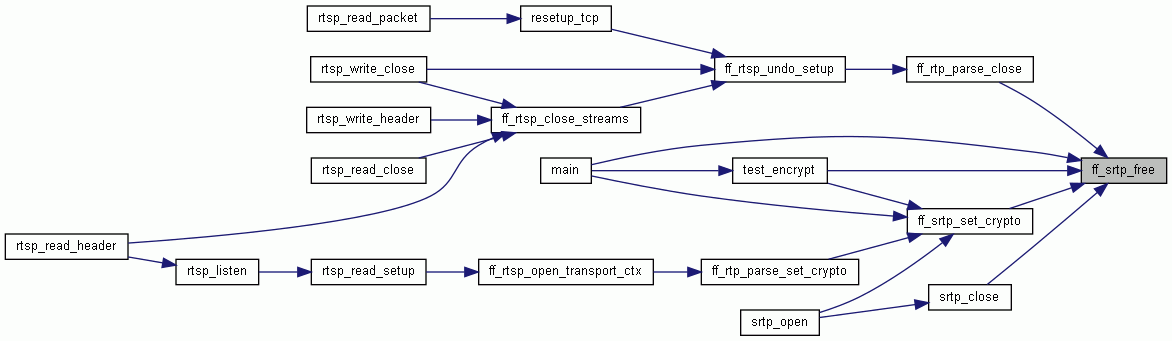 rtsp_read_packet
resetup_tcp
rtsp_write_close
ff_rtsp_undo_setup
ff_rtp_parse_close
rtsp_write_header
ff_rtsp_close_streams
rtsp_read_close
main
test_encrypt
ff_srtp_free
ff_srtp_set_crypto
rtsp_read_header
rtsp_listen
rtsp_read_setup
ff_rtsp_open_transport_ctx
ff_rtp_parse_set_crypto
srtp_close
srtp_open